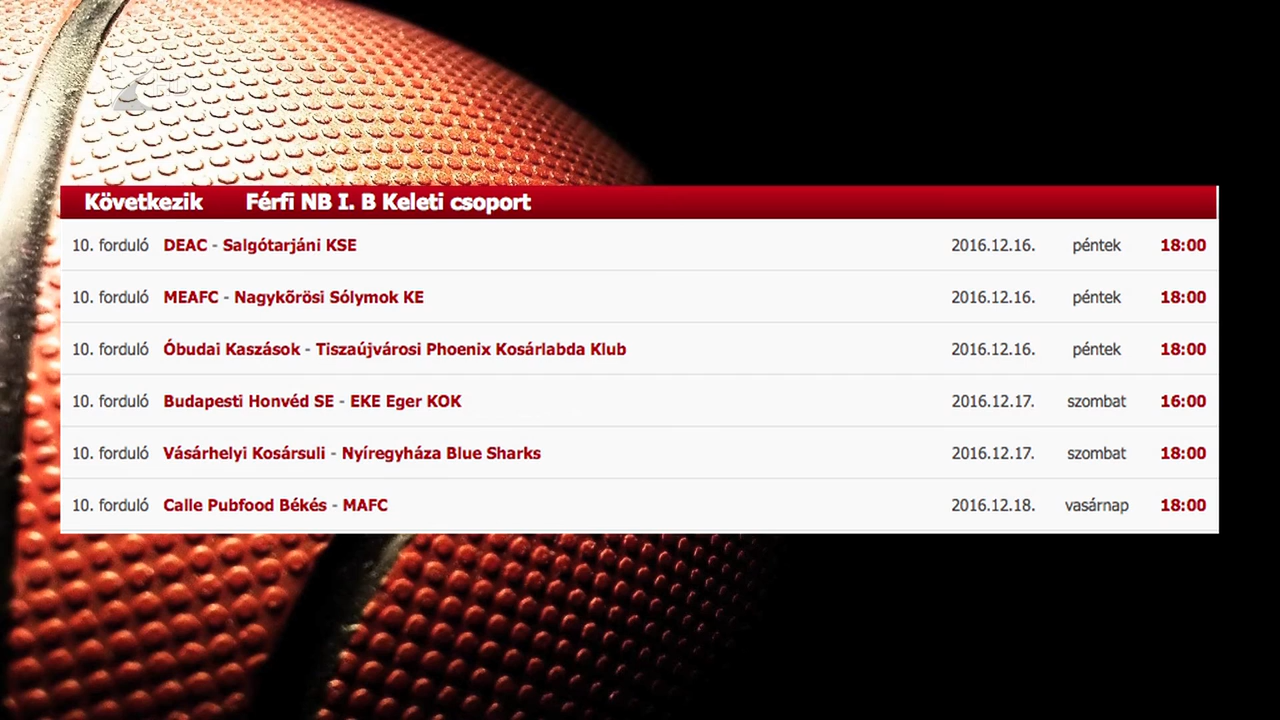 Következik Férfi NB I. B Keleti csoport
10. forduló DEAC - Salgótarjáni KSE 2016.12.16. péntek 18:00
10. forduló MEAFC - Nagykõrösi Sólymok KE 2016.12.16. péntek 18:00
10. forduló Óbudai Kaszások - Tiszaújvárosi Phoenix Kosárlabda Klub 2016.12.16. péntek 18:00
10. forduló Budapesti Honvéd SE - EKE Eger KOK 2016.12.17. szombat 16:00
10. forduló Vásárhelyi Kosársuli - Nyíregyháza Blue Sharks 2016.12.17. szombat 18:00
10. forduló Calle Pubfood Békés - MAFC 2016.12.18. vasárnap 18:00